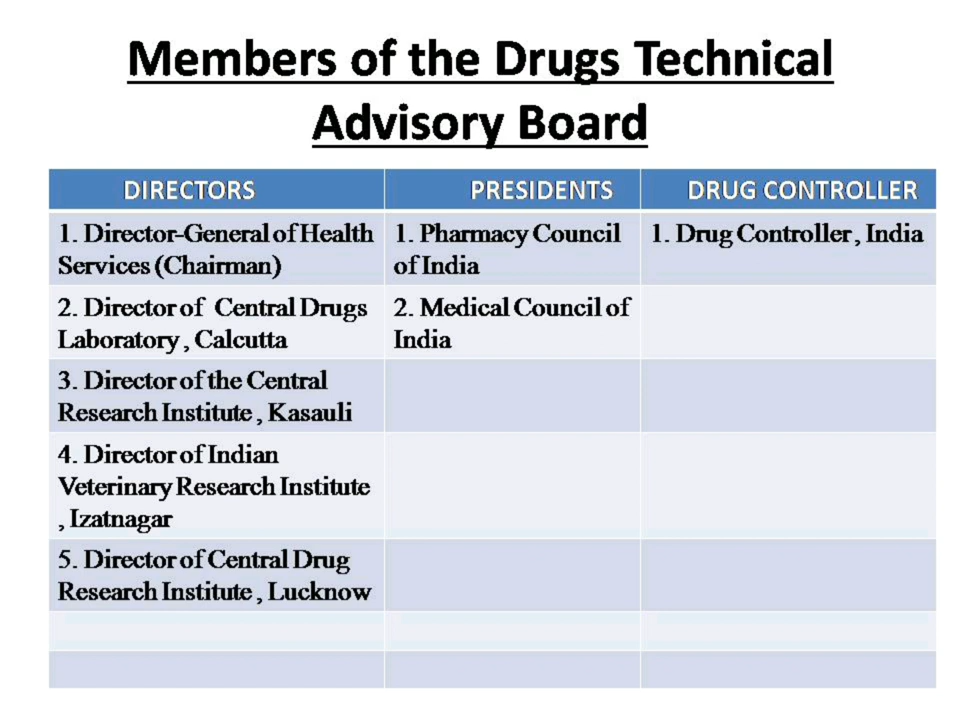 Members of the Drugs Technical
Advisory Board
DIRECTORS
PRESIDENTS
DRUG CONTROLLER
1. Director-General of Health
Services (Chairman)
1. Pharmacy Council
of India
1. Drug Controller , India
2. Director of Central Drugs
Laboratory , Calcutta
2. Medical Council of
India
3. Director of the Central
Research Institute , Kasauli
4. Director of Indian
Veterinary Research Institute
, Izatnagar
5. Director of Central Drug
Research Institute , Lucknow